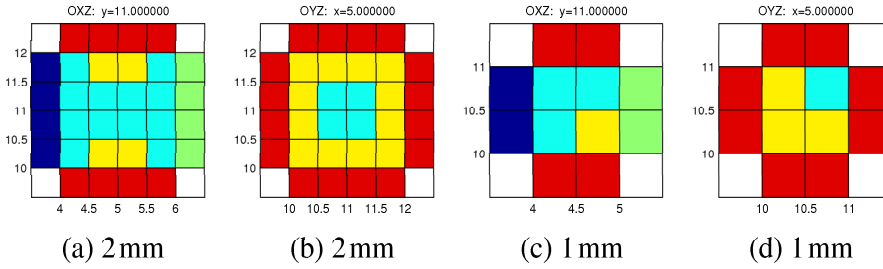 OXZ: y=11.000000
OYZ: x=5.000000
OXZ: y=11.000000
OYZ: x=5.000000
12
11.5
11
10.5
10
4 4.5 5 5.5 6
12
11.5
11
10.5
10
10 10.5 11 11.5 12
11
10.5
10
4 4.5 5
11
10.5
10
10 10.5 11
(a) 2 mm
(b) 2 mm
(c) 1 mm
(d) 1 mm